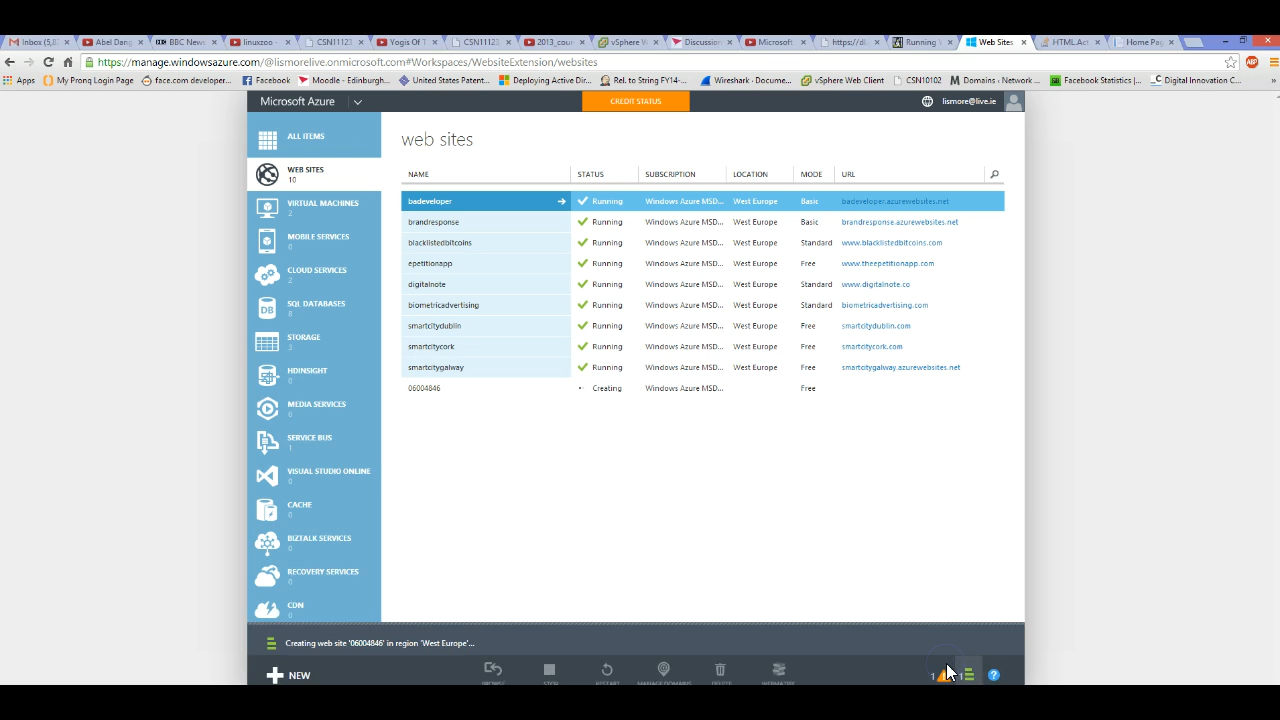 Inbox (5,8 Abel Dang BBC News linuxzoo - CSN11123 Yogis Of T CSN11123, 2013_cour vSphere W Discussion Microsoft https://di Running W Web Sites HTML.Act Home Pag
https://manage.windowsazure.com/@lismorelive.onmicrosoft.com#Workspaces/WebsiteExtension/websites
Apps My Prong Login Page face.com developer... Facebook Moodle - Edinburgh... United States Patent... Deploying Active Dir... Rel. to String FY14-... Wireshark - Docume... vSphere Web Client CSN10102 Domains - Network ... Facebook Statistics |... Digital Innovation C...
Microsoft Azure CREDIT STATUS lismore@live.ie
ALL ITEMS
WEB SITES
10
VIRTUAL MACHINES
2
MOBILE SERVICES
0
CLOUD SERVICES
2
SQL DATABASES
8
STORAGE
HDINSIGHT
0
MEDIA SERVICES
0
SERVICE BUS
1
VISUAL STUDIO ONLINE
0
CACHE
0
BIZTALK SERVICES
0
RECOVERY SERVICES
0
CDN
0
web sites
NAME STATUS SUBSCRIPTION LOCATION MODE URL
badeveloper Running Windows Azure MSD... West Europe Basic badeveloper.azurewebsites.net
brandresponse Running Windows Azure MSD... West Europe Basic brandresponse.azurewebsites.net
blacklistedbitcoins Running Windows Azure MSD... West Europe Standard www.blacklistedbitcoins.com
epetitionapp Running Windows Azure MSD... West Europe Free www.theepetitionapp.com
digitalnote Running Windows Azure MSD... West Europe Standard www.digitalnote.co
biometricadvertising Running Windows Azure MSD... West Europe Standard biometricadvertising.com
smartcitydublin Running Windows Azure MSD... West Europe Free smartcitydublin.com
smartcitycork Running Windows Azure MSD... West Europe Free smartcitycork.com
smartcitygalway Running Windows Azure MSD... West Europe Free smartcitygalway.azurewebsites.net
06004846 Creating Windows Azure MSD... Free
Creating web site '06004846' in region 'West Europe'...
NEW BROWSE STOP RESTART MANAGE DOMAINS DELETE WEBMATRIX 1 1 ?